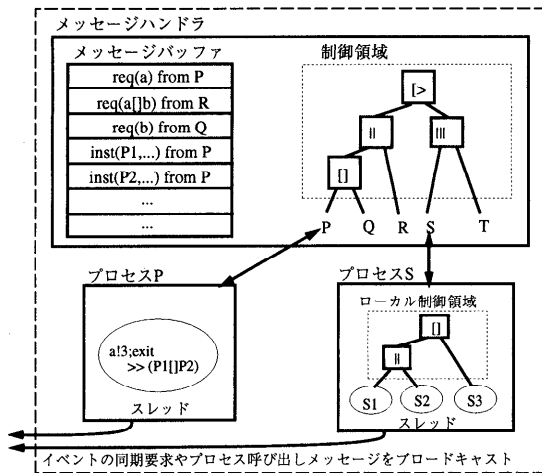 メッセージハンドラ
メッセージバッファ
req(a) from P
req(a[]b) from R
req(b) from Q
inst(P1,...) from P
inst(P2,...) from P
...
...
制御領域
[>
||
|||
[]
P Q R S T
プロセスP
a!3;exit
>> (P1[]P2)
スレッド
プロセスS
ローカル制御領域
[]
||
S1 S2 S3
スレッド
イベントの同期要求やプロセス呼び出しメッセージをブロードキャスト